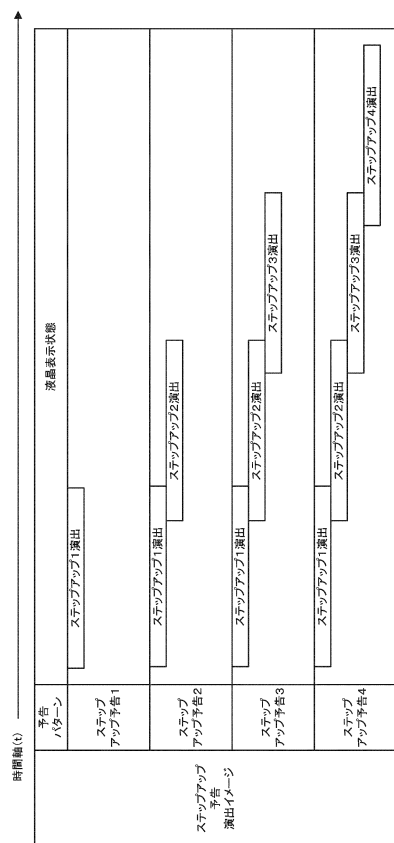 時間軸(t)
ステップアップ
予告
演出イメージ
予告
パターン
液晶表示状態
ステップ
アップ予告1
ステップアップ1演出
ステップ
アップ予告2
ステップアップ1演出
ステップアップ2演出
ステップ
アップ予告3
ステップアップ1演出
ステップアップ2演出
ステップアップ3演出
ステップ
アップ予告4
ステップアップ1演出
ステップアップ2演出
ステップアップ3演出
ステップアップ4演出